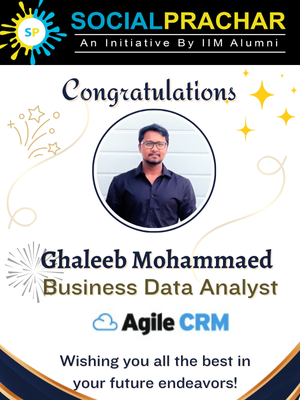 SP
SOCIALPRACHAR
An Initiative By IIM Alumni
Congratulations
Ghaleeb Mohammaed
Business Data Analyst
Agile CRM
Wishing you all the best in
your future endeavors!